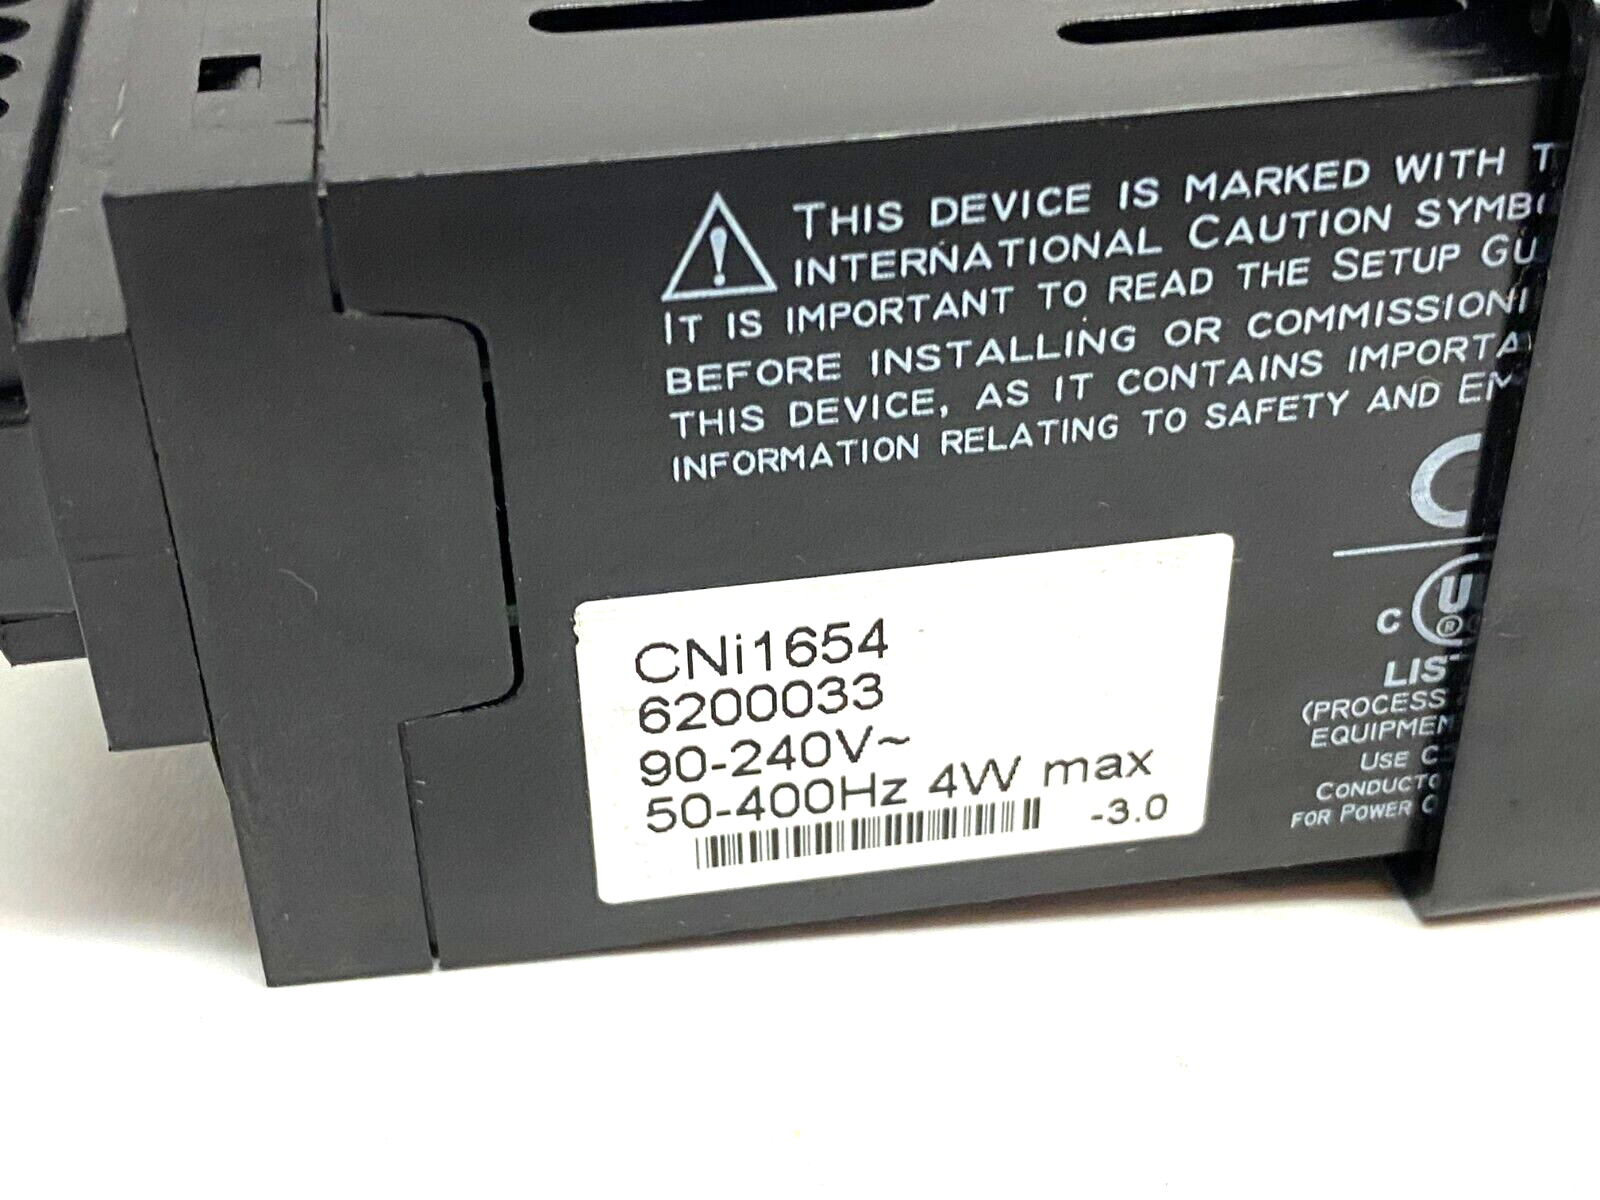 THIS DEVICE IS MARKED WITH
INTERNATIONAL CAUTION
IT IS IMPORTANT TO READ THE SETUP
BEFORE INSTALLING OR
THIS DEVICE, AS IT CONTAINS
INFORMATION RELATING TO SAFETY AND
CNi1654
6200033
90-240V~
50-400Hz 4W max
-3.0
C U ®
(PROCESS
USE
FOR POWER